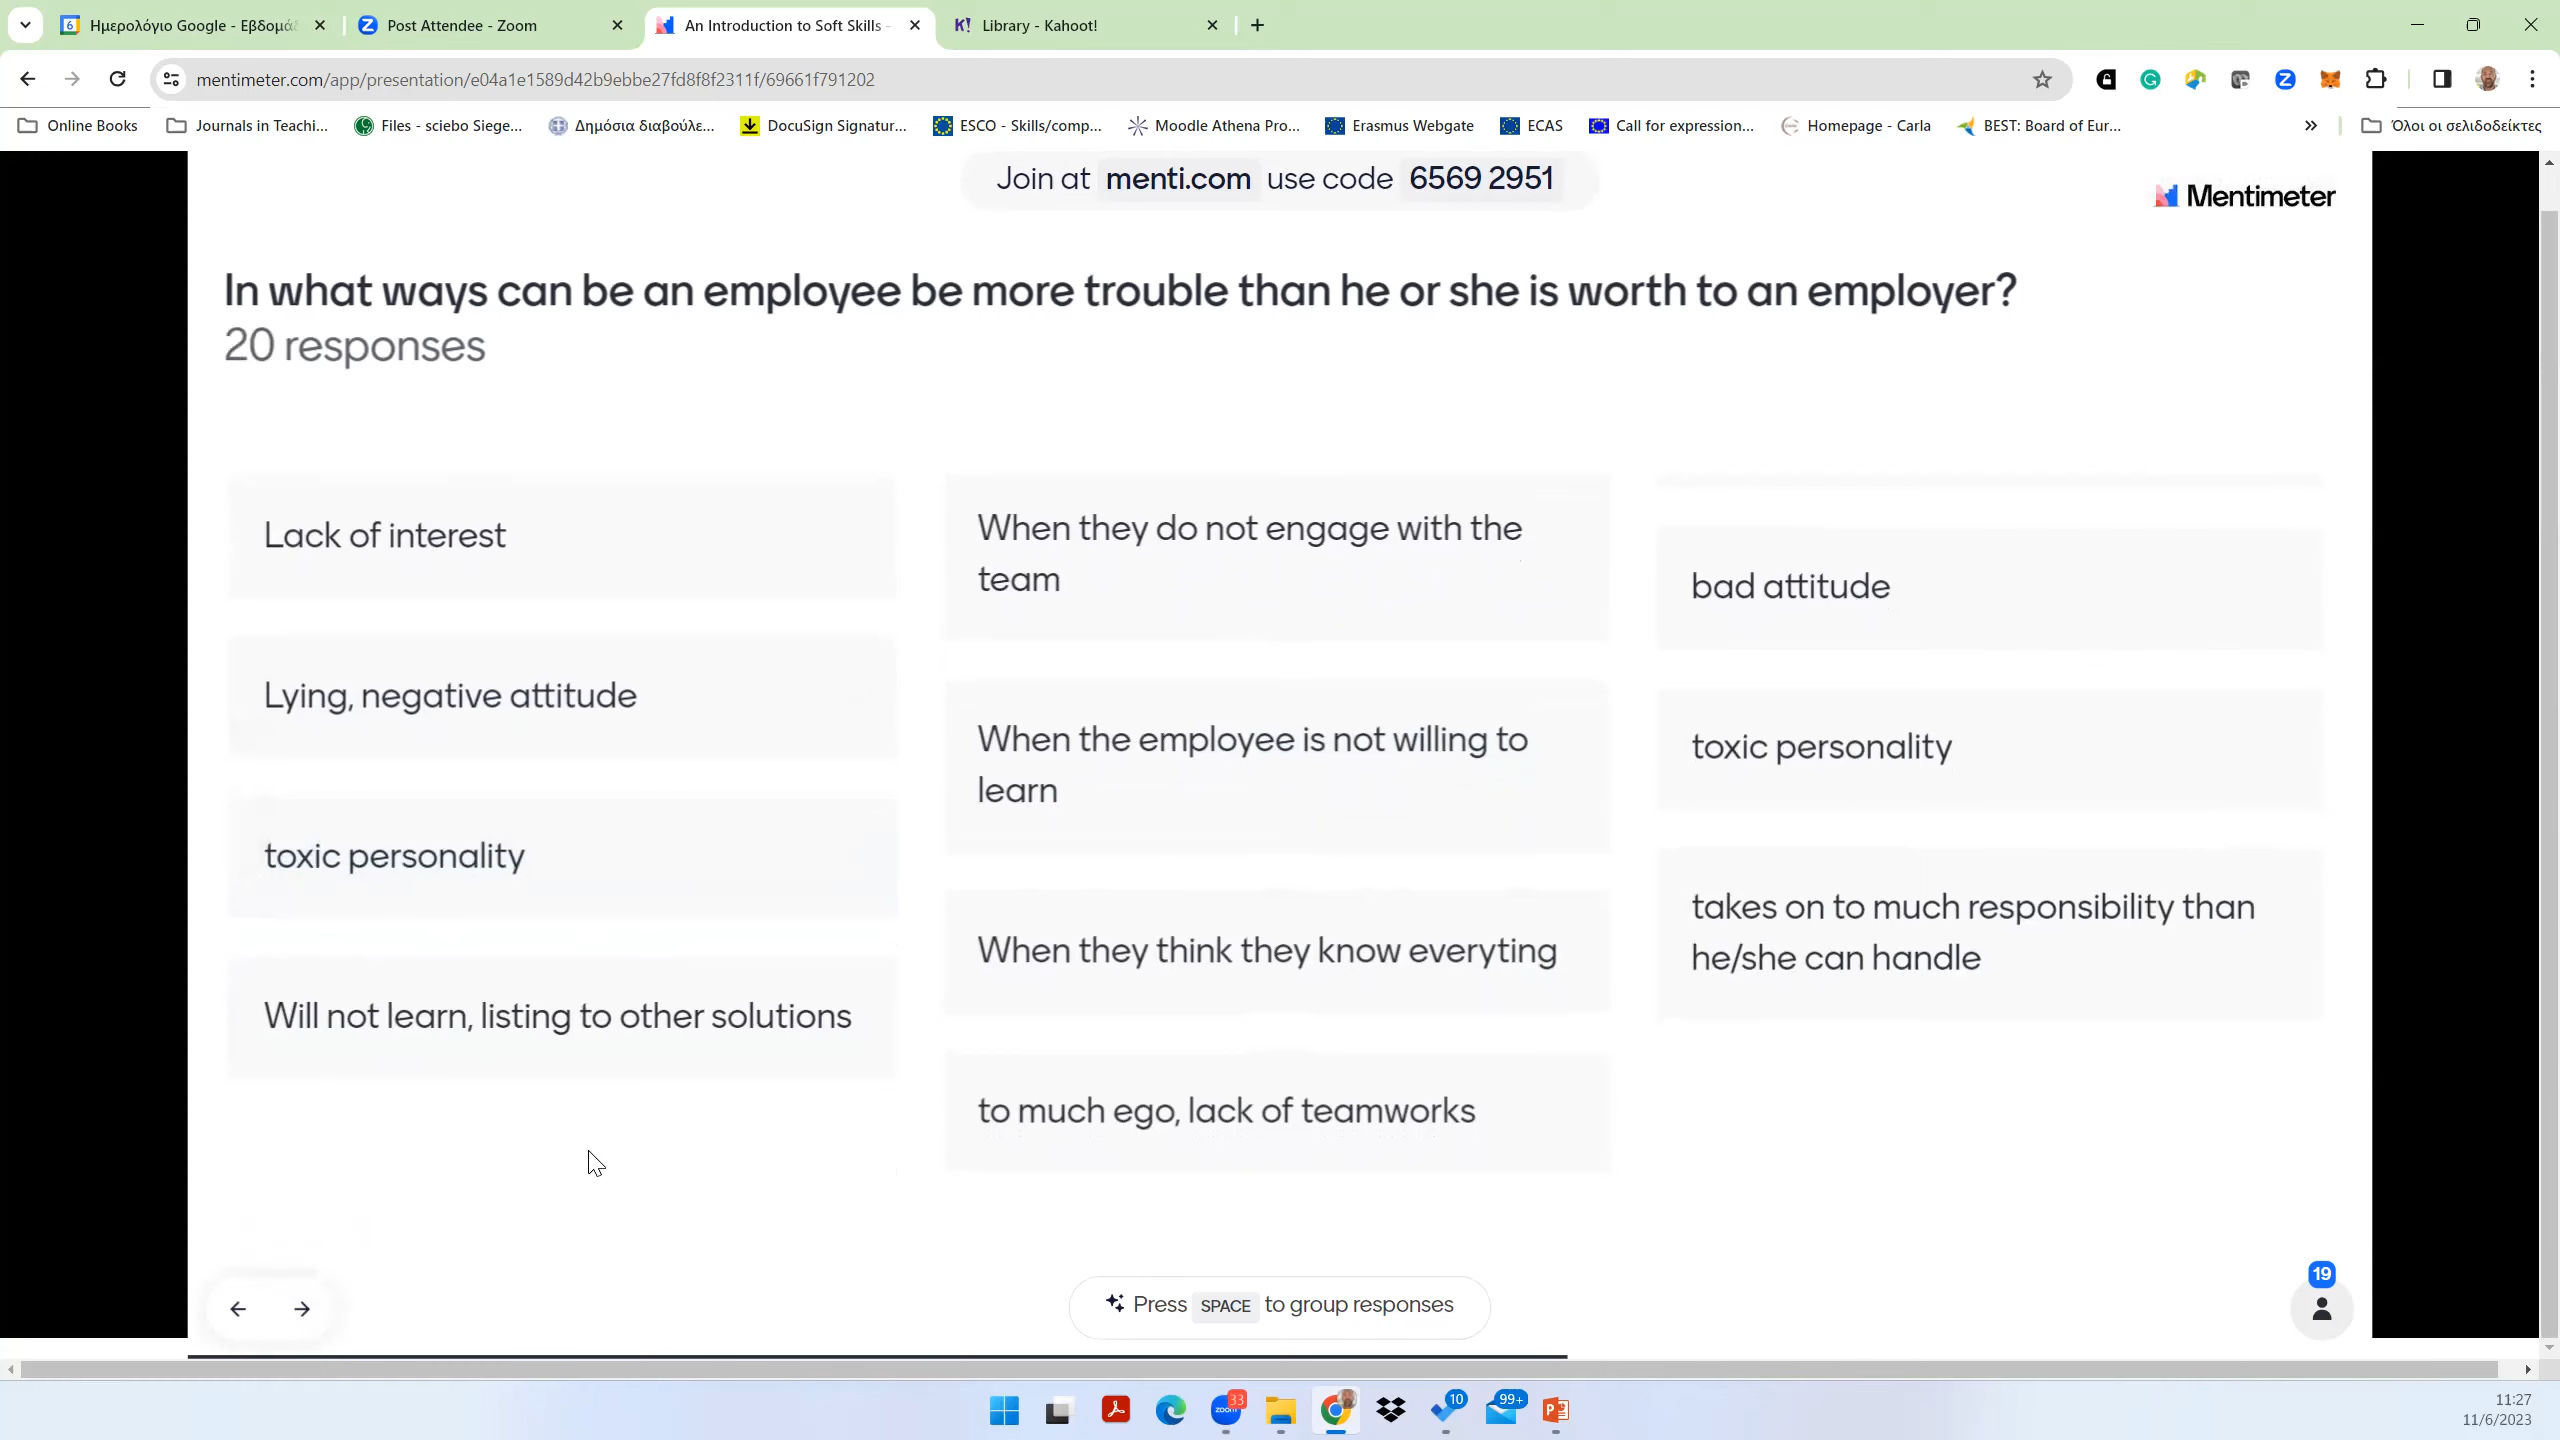 Ημερολόγιο Google - Εβδομά
Post Attendee - Zoom
An Introduction to Soft Skills -
K! Library - Kahoot!
mentimeter.com/app/presentation/e04a1e1589d42b9ebbe27fd8f8f2311f/69661f791202
Online Books
Journals in Teachi...
Files - sciebo Siege...
Δημόσια διαβούλε...
DocuSign Signatur...
ESCO - Skills/comp...
Moodle Athena Pro...
Erasmus Webgate
ECAS
Call for expression...
Homepage - Carla
BEST: Board of Eur...
Όλοι οι σελιδοδείκτες
Join at menti.com use code 6569 2951
Mentimeter
In what ways can be an employee be more trouble than he or she is worth to an employer?
20 responses
Lack of interest
Lying, negative attitude
toxic personality
Will not learn, listing to other solutions
When they do not engage with the
team
When the employee is not willing to
learn
When they think they know everyting
to much ego, lack of teamworks
bad attitude
toxic personality
takes on to much responsibility than
he/she can handle
Press SPACE to group responses
19
33
10
99+
11:27
11/6/2023